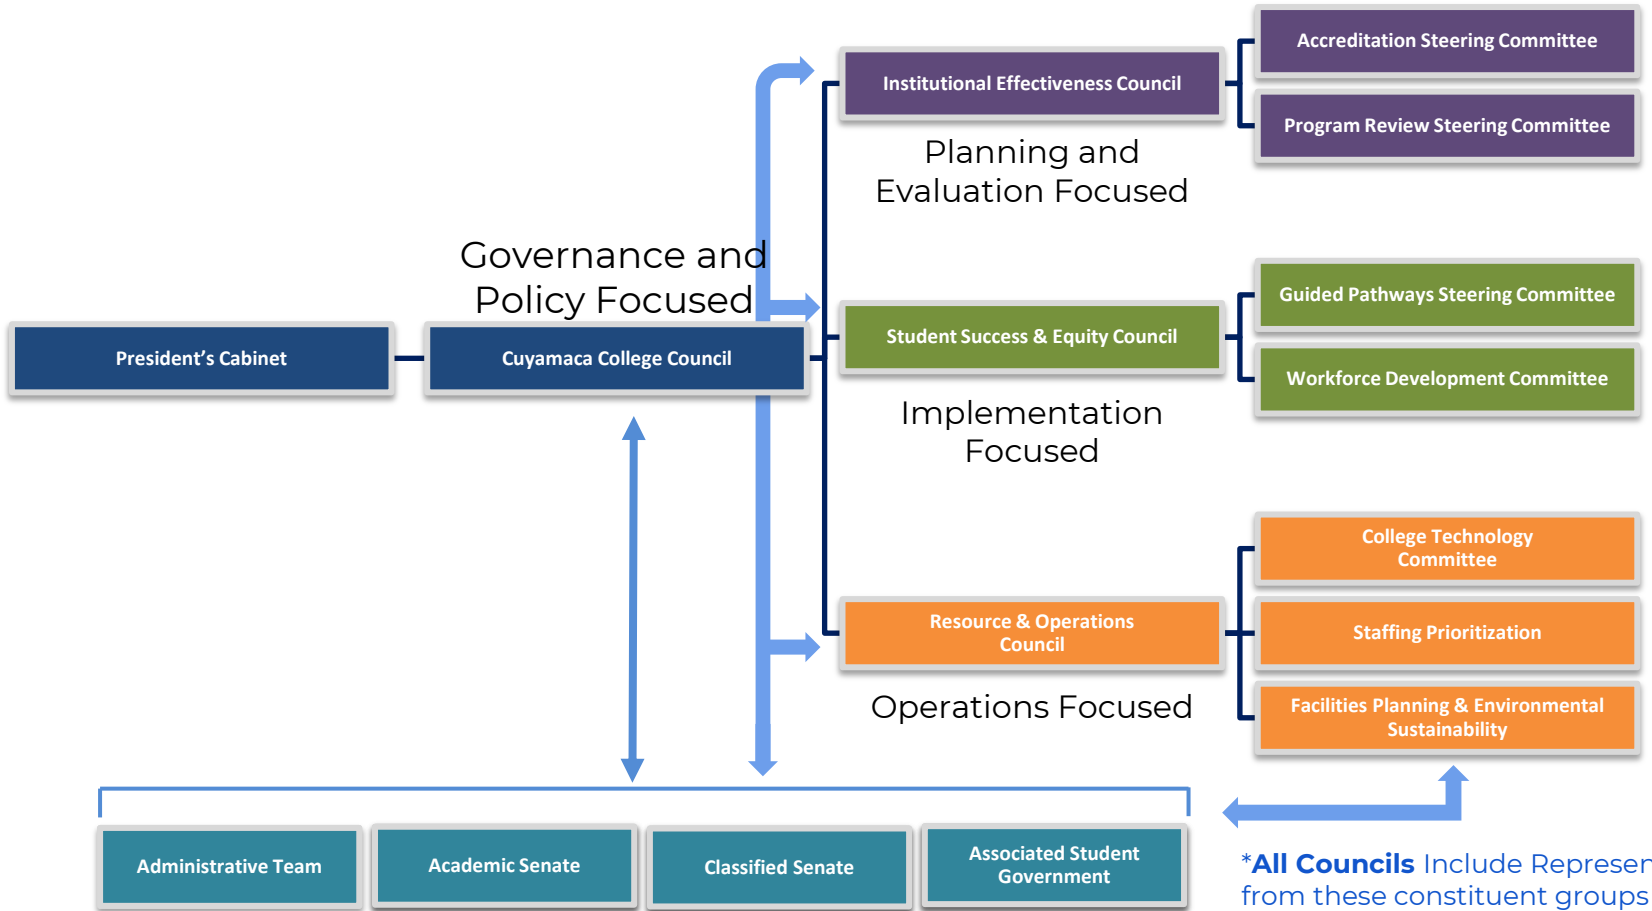 Accreditation Steering Committee
Institutional Effectiveness Council
Program Review Steering Committee
Planning and
Evaluation Focused
Governance and
Policy Focused
President’s Cabinet
Cuyamaca College Council
Guided Pathways Steering Committee
Student Success & Equity Council
Workforce Development Committee
Implementation
Focused
College Technology
Committee
Resource & Operations
Council
Staffing Prioritization
Facilities Planning & Environmental
Sustainability
Operations Focused
Administrative Team
Academic Senate
Classified Senate
Associated Student
Government
*All Councils Include
from these constituent groups